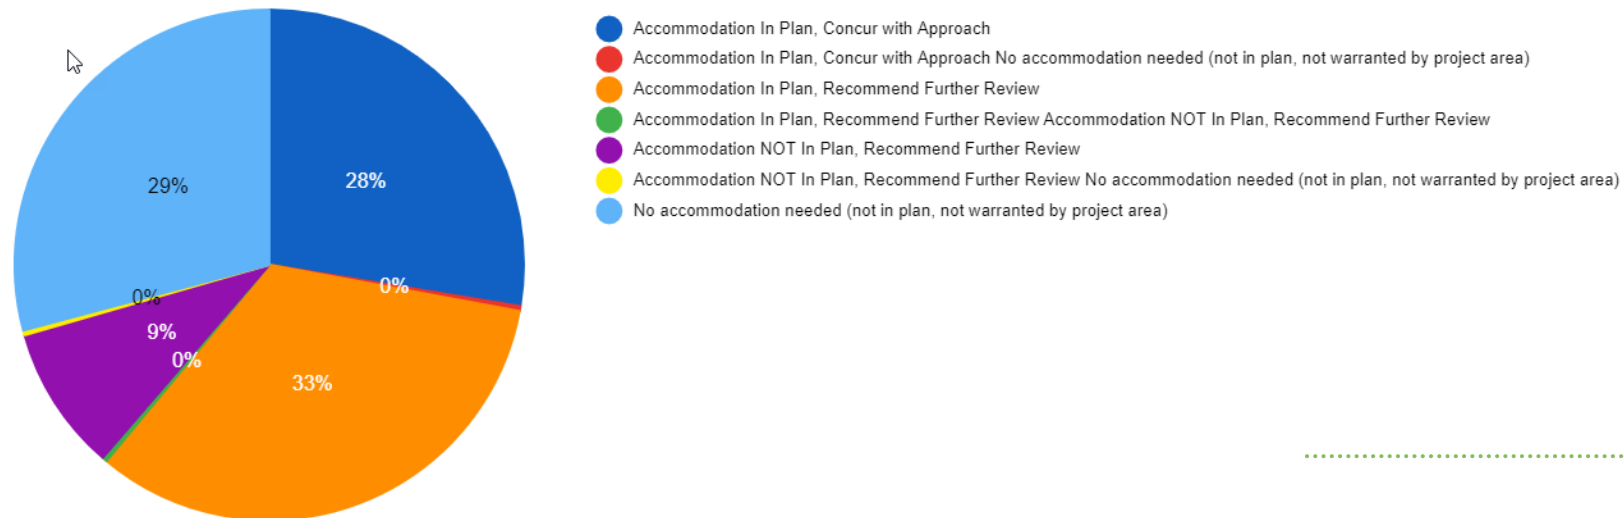 Accommodation In Plan, Concur with Approach
Accommodation In Plan, Concur with Approach No accommodation needed (not in plan, not warranted by project area)
Accommodation In Plan, Recommend Further Review
Accommodation In Plan, Recommend Further Review Accommodation NOT In Plan, Recommend Further Review
Accommodation NOT In Plan, Recommend Further Review
Accommodation NOT In Plan, Recommend Further Review No accommodation needed (not in plan, not warranted by project area)
No accommodation needed (not in plan, not warranted by project area)
29%
28%
0%
0%
9%
0%
33%